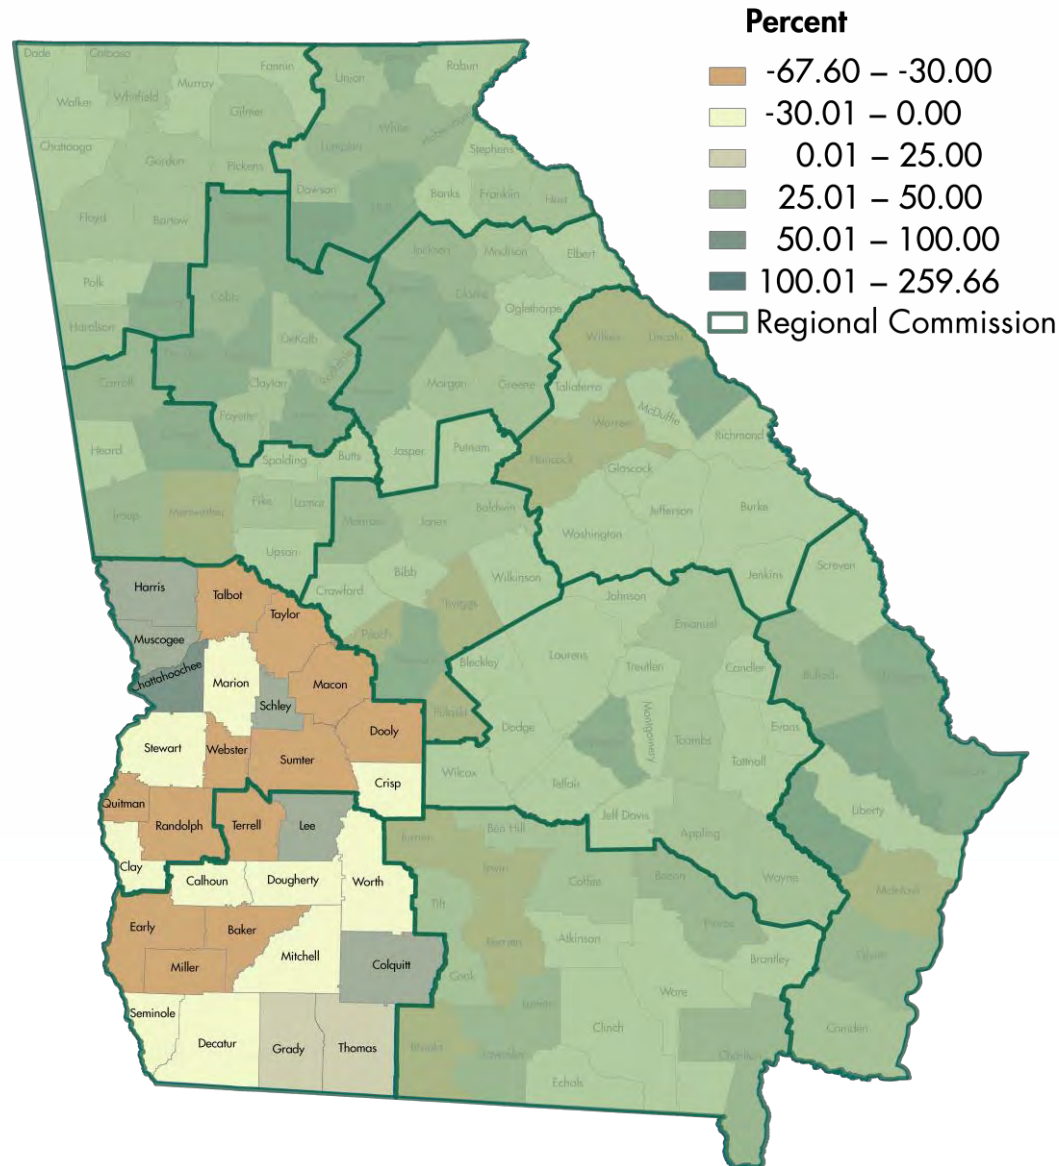 Percent
-67.60 – -30.00
-30.01 – 0.00
0.01 – 25.00
25.01 – 50.00
50.01 – 100.00
100.01 – 259.66
Regional Commission
Dade
Fannin
Union
Rabun
Murray
Walker
Whitfield
Gilmer
White
Lumpkin
Chattooga
Gordon
Pickens
Stephens
Dawson
Banks
Franklin
Hart
Floyd
Bartow
Jackson
Madison
Elbert
Polk
Cobb
Oglethorpe
Haralson
DeKalb
Wilkes
Lincoln
Carroll
Clayton
Morgan
Greene
Taliaferro
McDuffie
Fayette
Warren
Richmond
Heard
Spalding
Butts
Jasper
Putnam
Hancock
Glascock
Troup
Meriwether
Pike
Lamar
Monroe
Jones
Baldwin
Washington
Jefferson
Burke
Upson
Bibb
Wilkinson
Jenkins
Screven
Crawford
Harris
Talbot
Taylor
Peach
Twiggs
Johnson
Emanuel
Muscogee
Chattahoochee
Marion
Macon
Schley
Bleckley
Laurens
Treutlen
Candler
Bulloch
Stewart
Webster
Sumter
Dooly
Pulaski
Dodge
Montgomery
Toombs
Evans
Tattnall
Crisp
Wilcox
Telfair
Liberty
Quitman
Randolph
Terrell
Lee
Turner
Ben Hill
Jeff Davis
Appling
Clay
Calhoun
Dougherty
Worth
Irwin
Tift
Coffee
Bacon
Wayne
McIntosh
Early
Baker
Mitchell
Berrien
Atkinson
Pierce
Brantley
Glynn
Miller
Colquitt
Cook
Lanier
Ware
Seminole
Decatur
Grady
Thomas
Brooks
Lowndes
Clinch
Charlton
Camden
Echols